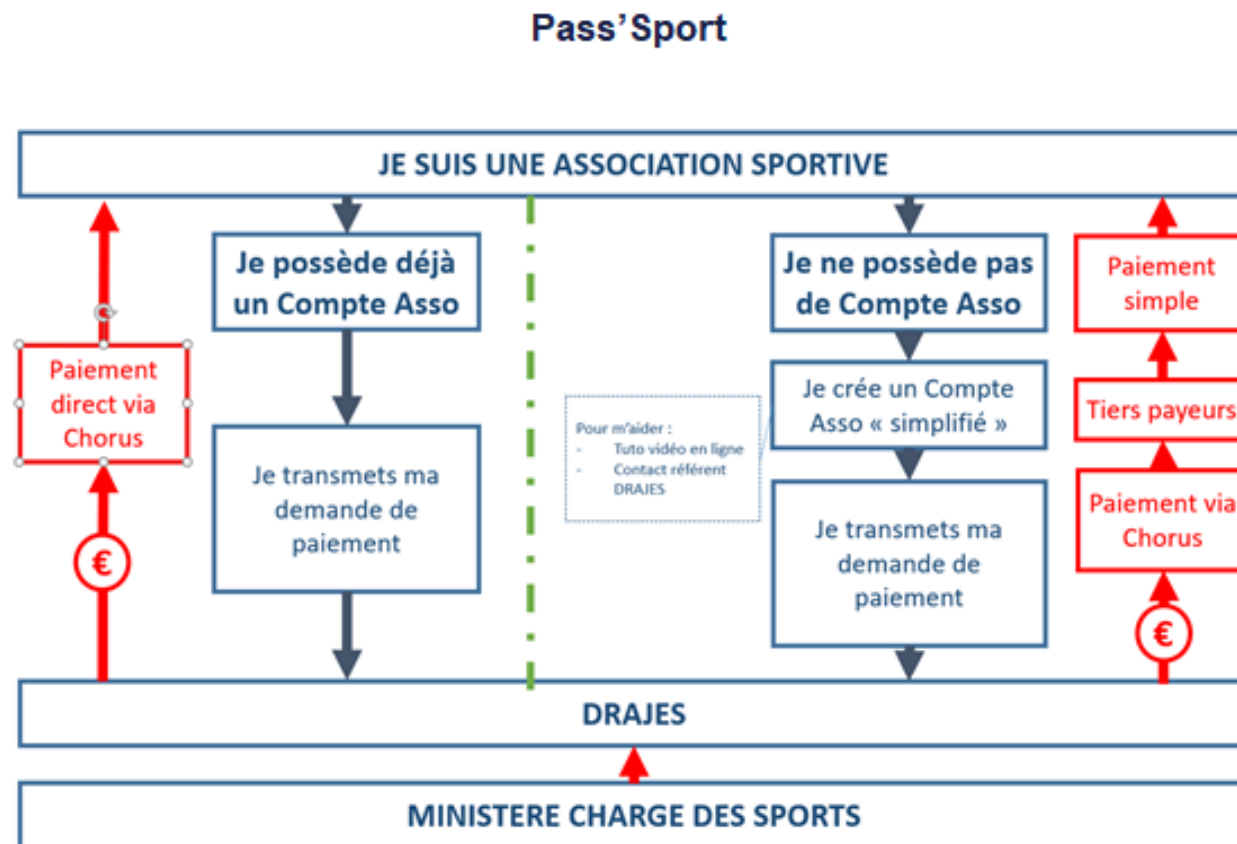 Pass’Sport
JE SUIS UNE ASSOCIATION SPORTIVE
Je possède déjà
un Compte Asso
Je ne possède pas
de Compte Asso
Paiement
simple
Paiement
direct via
Chorus
Je crée un Compte
Asso « simplifié »
Tiers payeurs
Pour m’aider :
- Tuto vidéo en ligne
- Contact référent
DRAJES
Je transmets ma
demande de
paiement
Je transmets ma
demande de
paiement
Paiement via
Chorus
€
€
DRAJES
MINISTERE CHARGE DES SPORTS